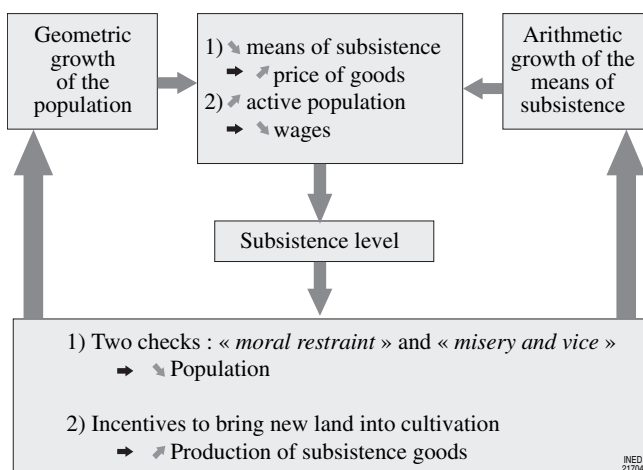 Geometric
growth
of the
population
1) ↘ means of subsistence
➡ ↗ price of goods
2) ↗ active population
➡ ↘ wages
Arithmetic
growth of the
means of
subsistence
Subsistence level
1) Two checks : « moral restraint » and « misery and vice »
➡ ↘ Population
2) Incentives to bring new land into cultivation
➡ ↗ Production of subsistence goods
INED